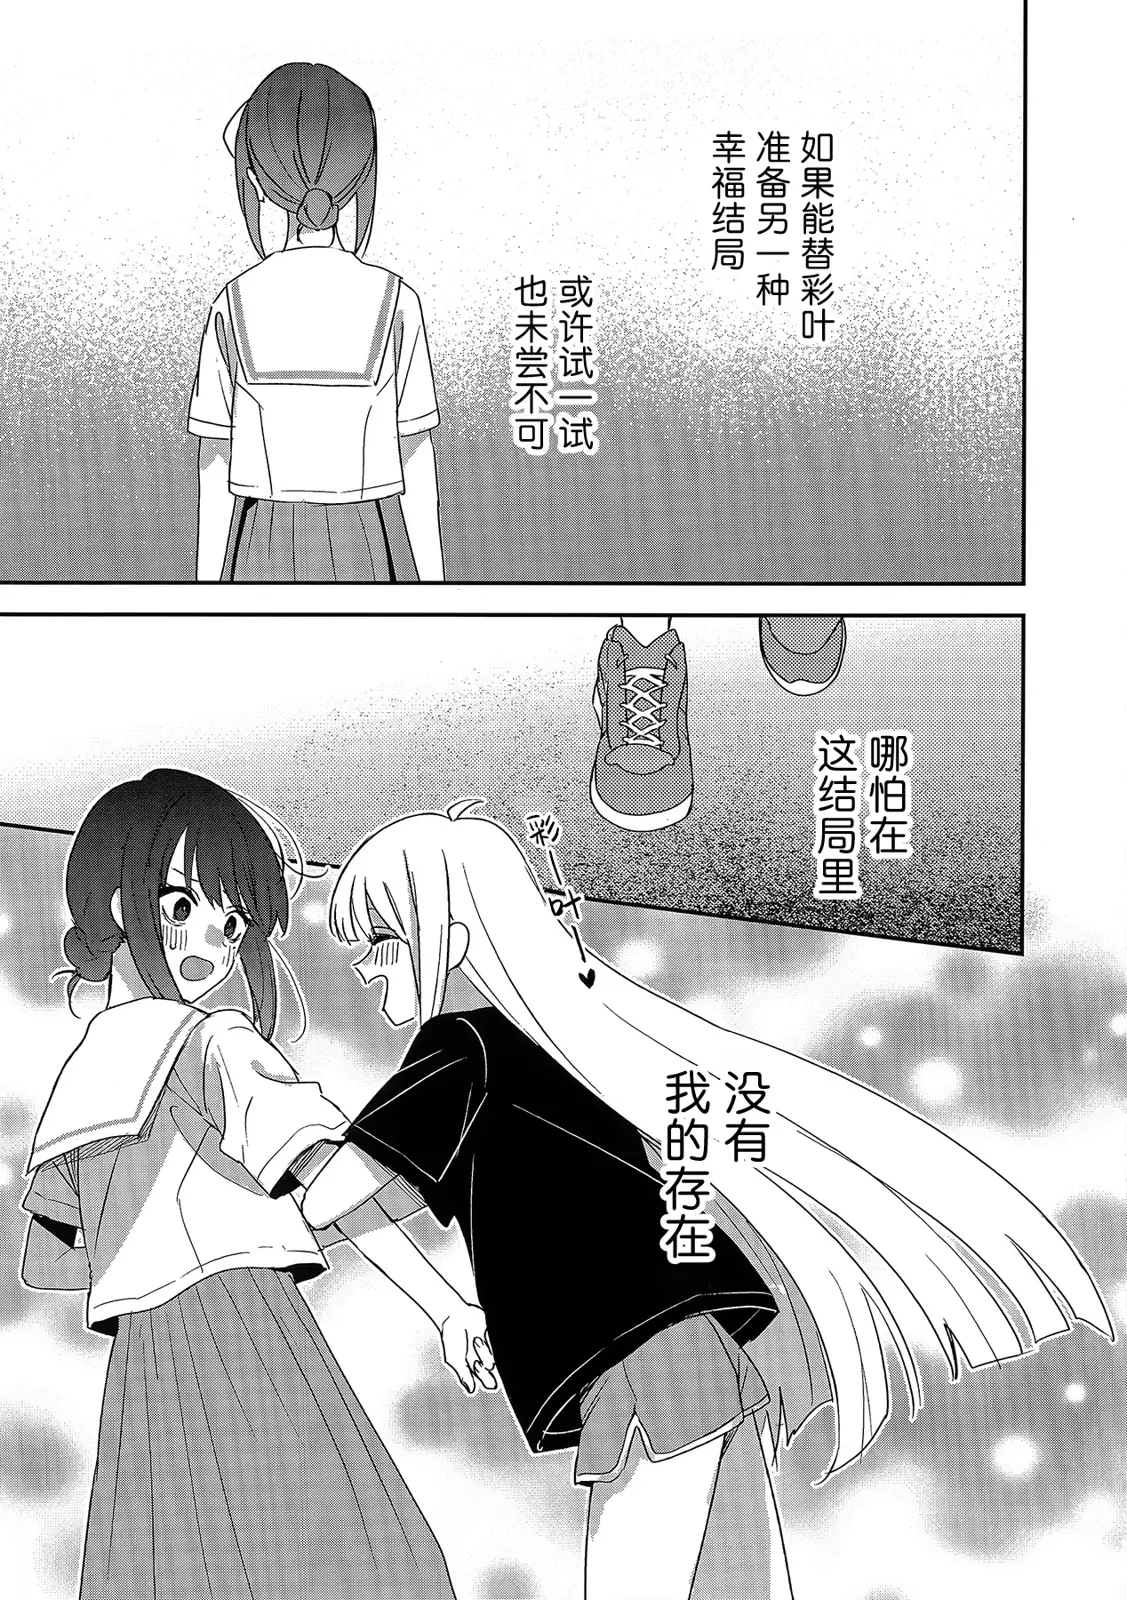 如果能替彩叶
准备另一种
幸福结局
或许试一试
也未尝不可
哪怕在
这结局里
彩—叶—♥
没有
我的存在